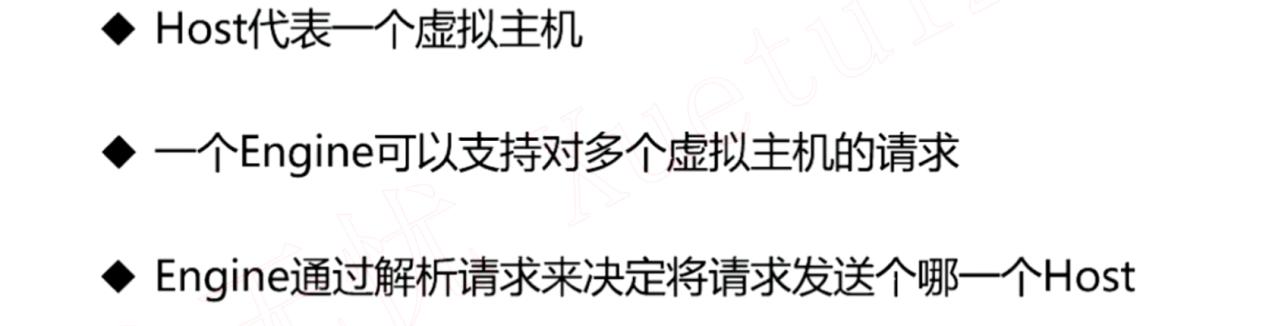 ◆ Host代表一个虚拟主机
◆ 一个Engine可以支持对多个虚拟主机的请求
◆ Engine通过解析请求来决定将请求发送个哪一个Host